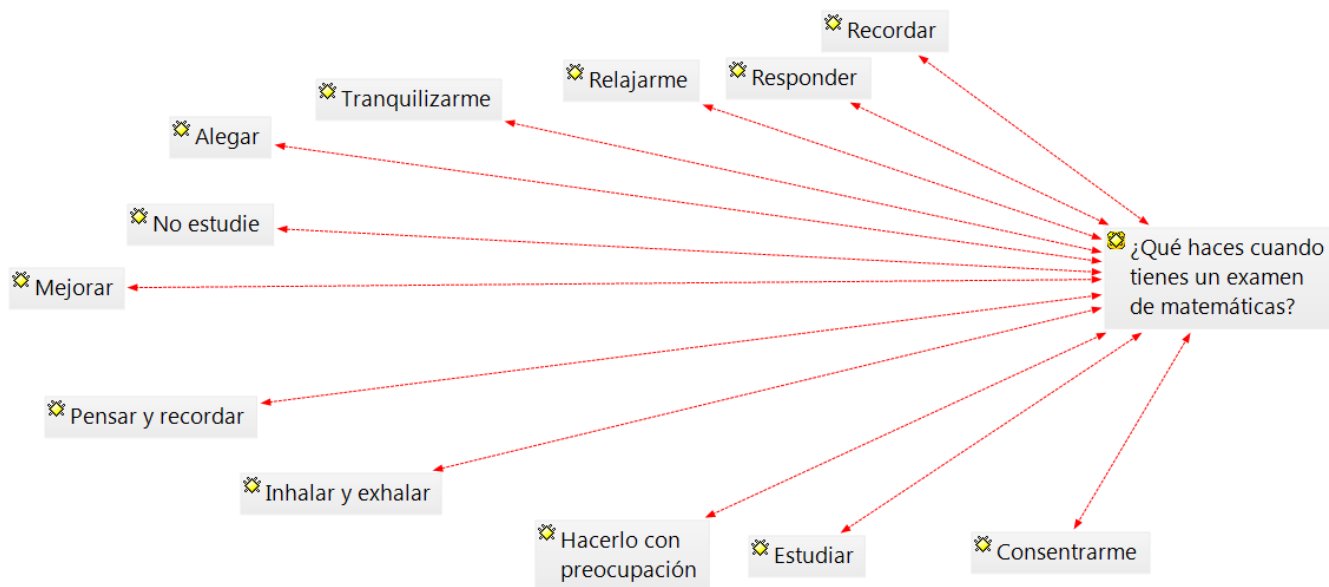 Recordar
Relajarme
Responder
Tranquilizarme
Alegar
No estudie
¿Qué haces cuando
tienes un examen
de matemáticas?
Mejorar
Pensar y recordar
Inhalar y exhalar
Hacerlo con
preocupación
Estudiar
Consentrarme